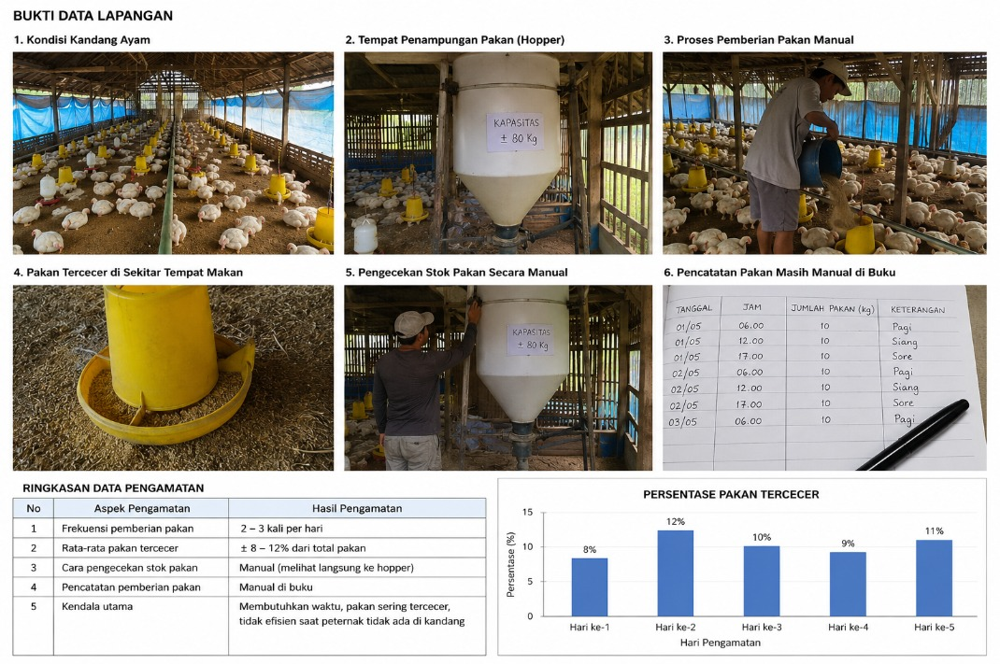 BUKTI DATA LAPANGAN
1. Kondisi Kandang Ayam
2. Tempat Penampungan Pakan (Hopper)
KAPASITAS
± 80 Kg
3. Proses Pemberian Pakan Manual
4. Pakan Tercecer di Sekitar Tempat Makan
5. Pengecekan Stok Pakan Secara Manual
KAPASITAS
± 80 Kg
6. Pencatatan Pakan Masih Manual di Buku
TANGGAL JAM JUMLAH PAKAN (kg) KETERANGAN
01/05 06.00 10 Pagi
01/05 12.00 10 Siang
01/05 17.00 10 Sore
02/05 06.00 10 Pagi
02/05 12.00 10 Siang
02/05 17.00 10 Sore
03/05 06.00 10 Pagi
RINGKASAN DATA PENGAMATAN
No Aspek Pengamatan Hasil Pengamatan
1 Frekuensi pemberian pakan 2 – 3 kali per hari
2 Rata-rata pakan tercecer ± 8 – 12% dari total pakan
3 Cara pengecekan stok pakan Manual (melihat langsung ke hopper)
4 Pencatatan pemberian pakan Manual di buku
5 Kendala utama Membutuhkan waktu, pakan sering tercecer,
tidak efisien saat peternak tidak ada di kandang
PERSENTASE PAKAN TERCECER
Persentase (%)
15
10
5
0
8%
12%
10%
9%
11%
Hari ke-1 Hari ke-2 Hari ke-3 Hari ke-4 Hari ke-5
Hari Pengamatan